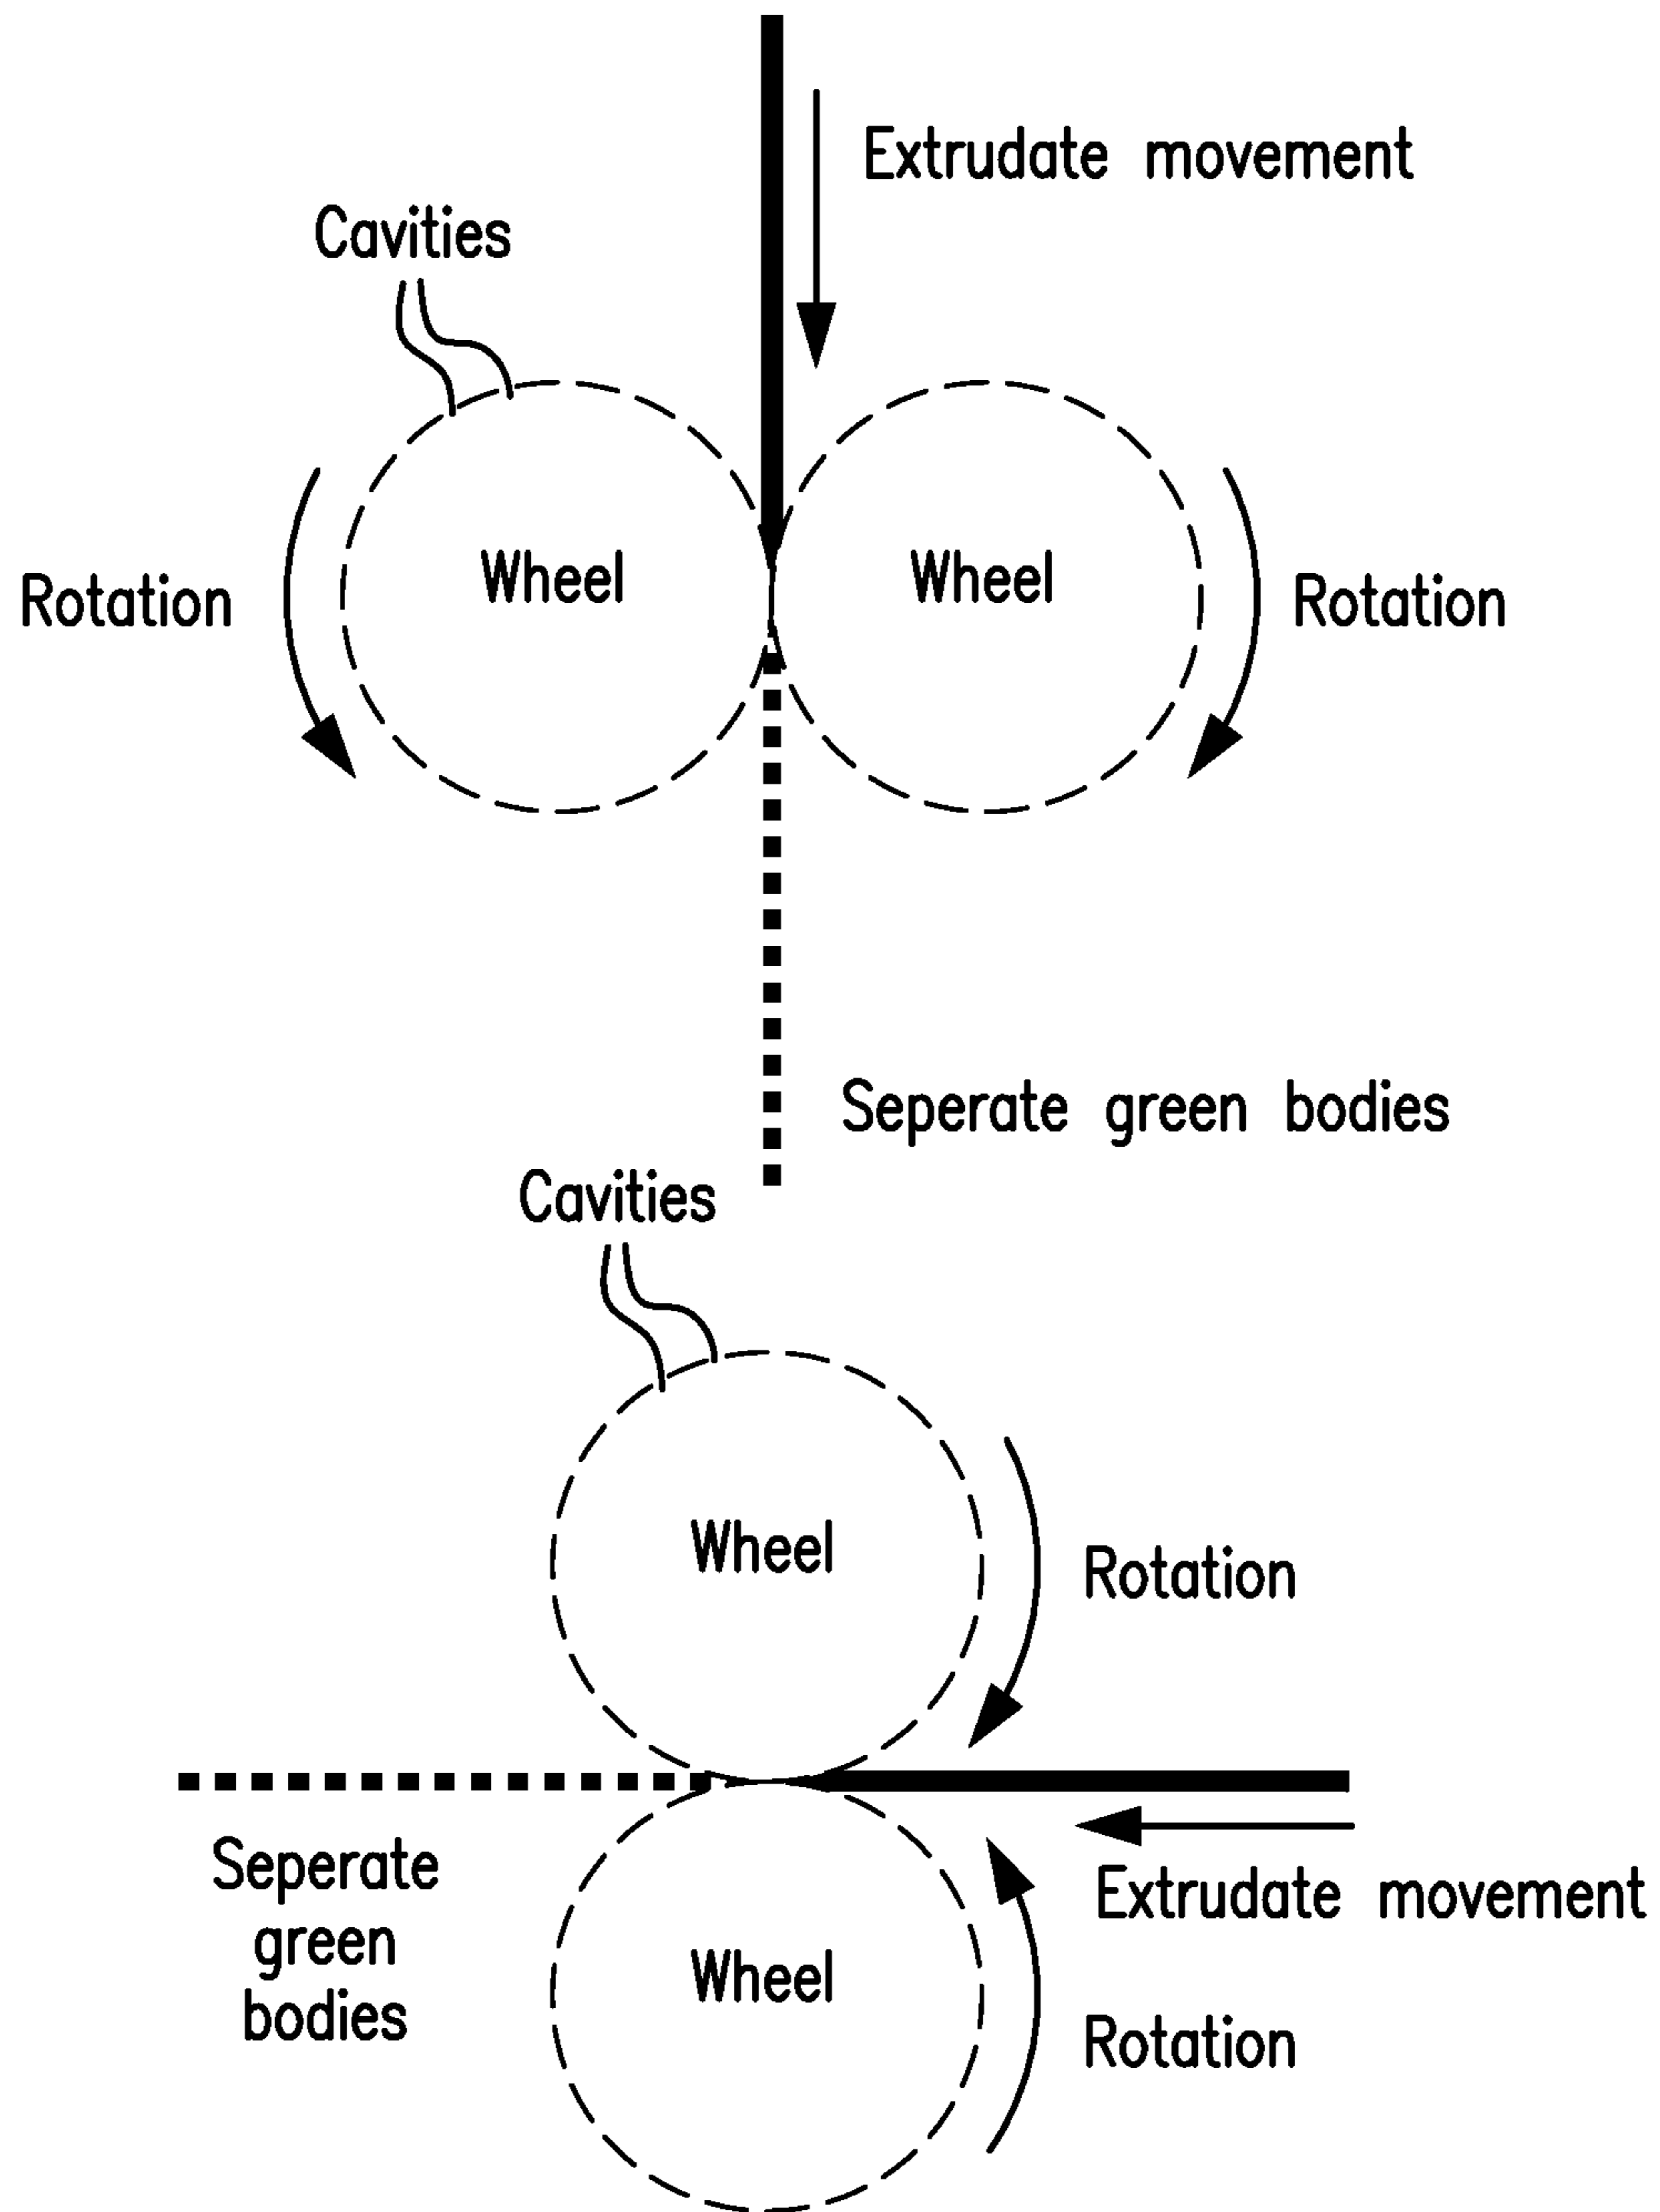 Extrudate movement
Cavities
Wheel
Wheel
Rotation
Rotation
Seperate green bodies
Cavities
Wheel
Rotation
Seperate
green
bodies
Extrudate movement
Wheel
Rotation